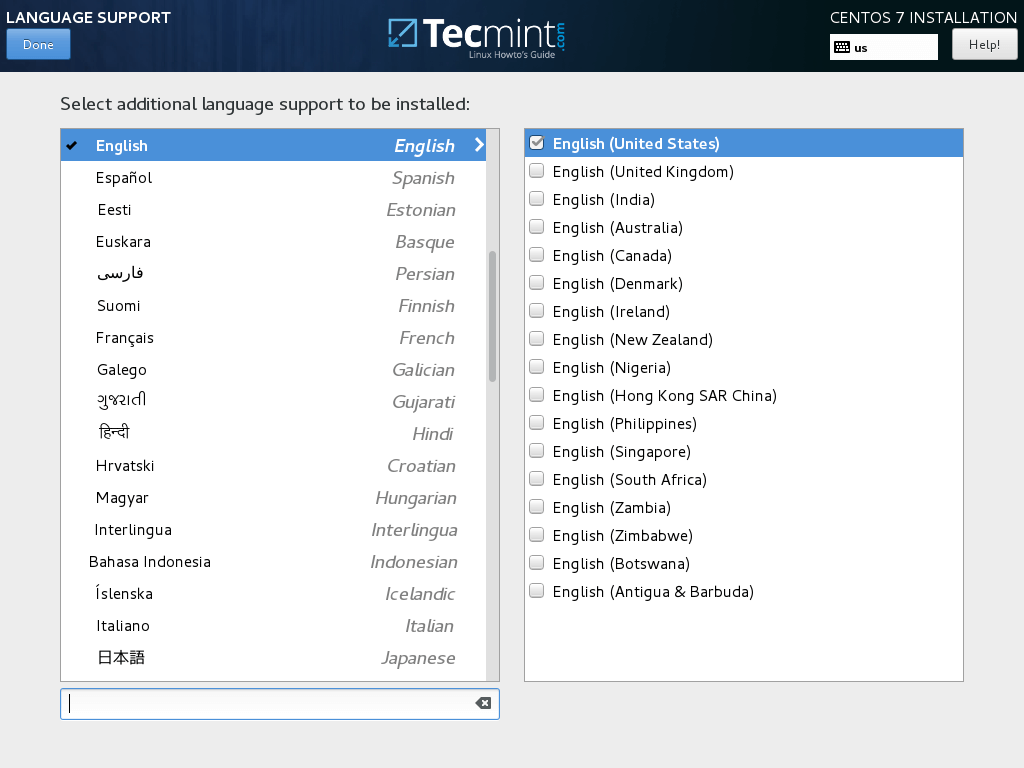 LANGUAGE SUPPORT
Done
Tecmint.com
Linux Howto's Guide
CENTOS 7 INSTALLATION
us
Help!
Select additional language support to be installed:
English English
Español Spanish
Eesti Estonian
Euskara Basque
فارسی Persian
Suomi Finnish
Français French
Galego Galician
ગુજરાતી Gujarati
हिन्दी Hindi
Hrvatski Croatian
Magyar Hungarian
Interlingua Interlingua
Bahasa Indonesia Indonesian
Íslenska Icelandic
Italiano Italian
日本語 Japanese
English (United States)
English (United Kingdom)
English (India)
English (Australia)
English (Canada)
English (Denmark)
English (Ireland)
English (New Zealand)
English (Nigeria)
English (Hong Kong SAR China)
English (Philippines)
English (Singapore)
English (South Africa)
English (Zambia)
English (Zimbabwe)
English (Botswana)
English (Antigua & Barbuda)